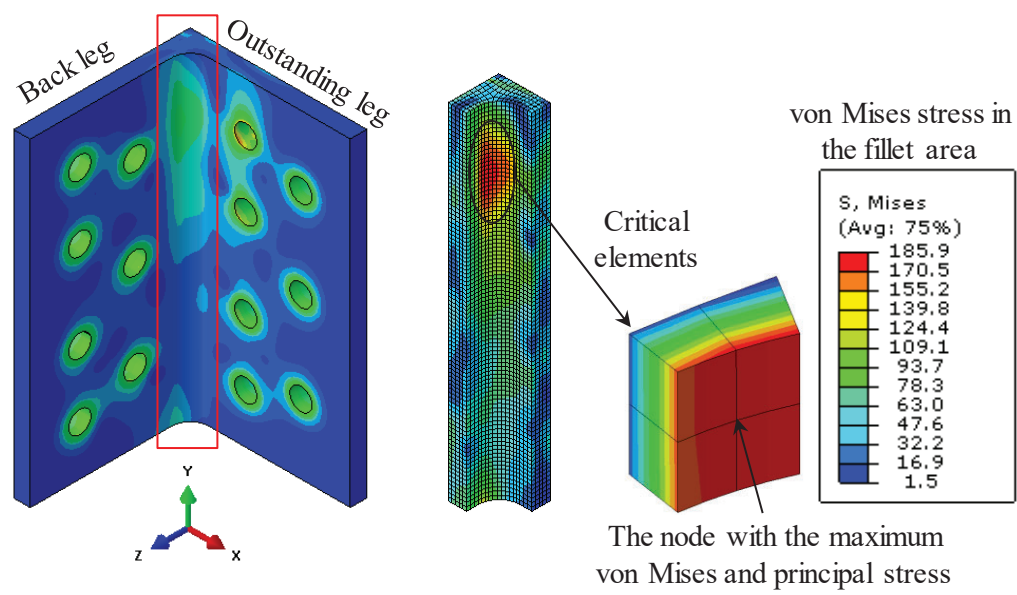 Back leg
Outstanding leg
von Mises stress in
the fillet area
S, Mises
(Avg: 75%)
185.9
170.5
155.2
139.8
124.4
109.1
93.7
78.3
63.0
47.6
32.2
16.9
1.5
Critical
elements
Y
Z
X
The node with the maximum
von Mises and principal stress